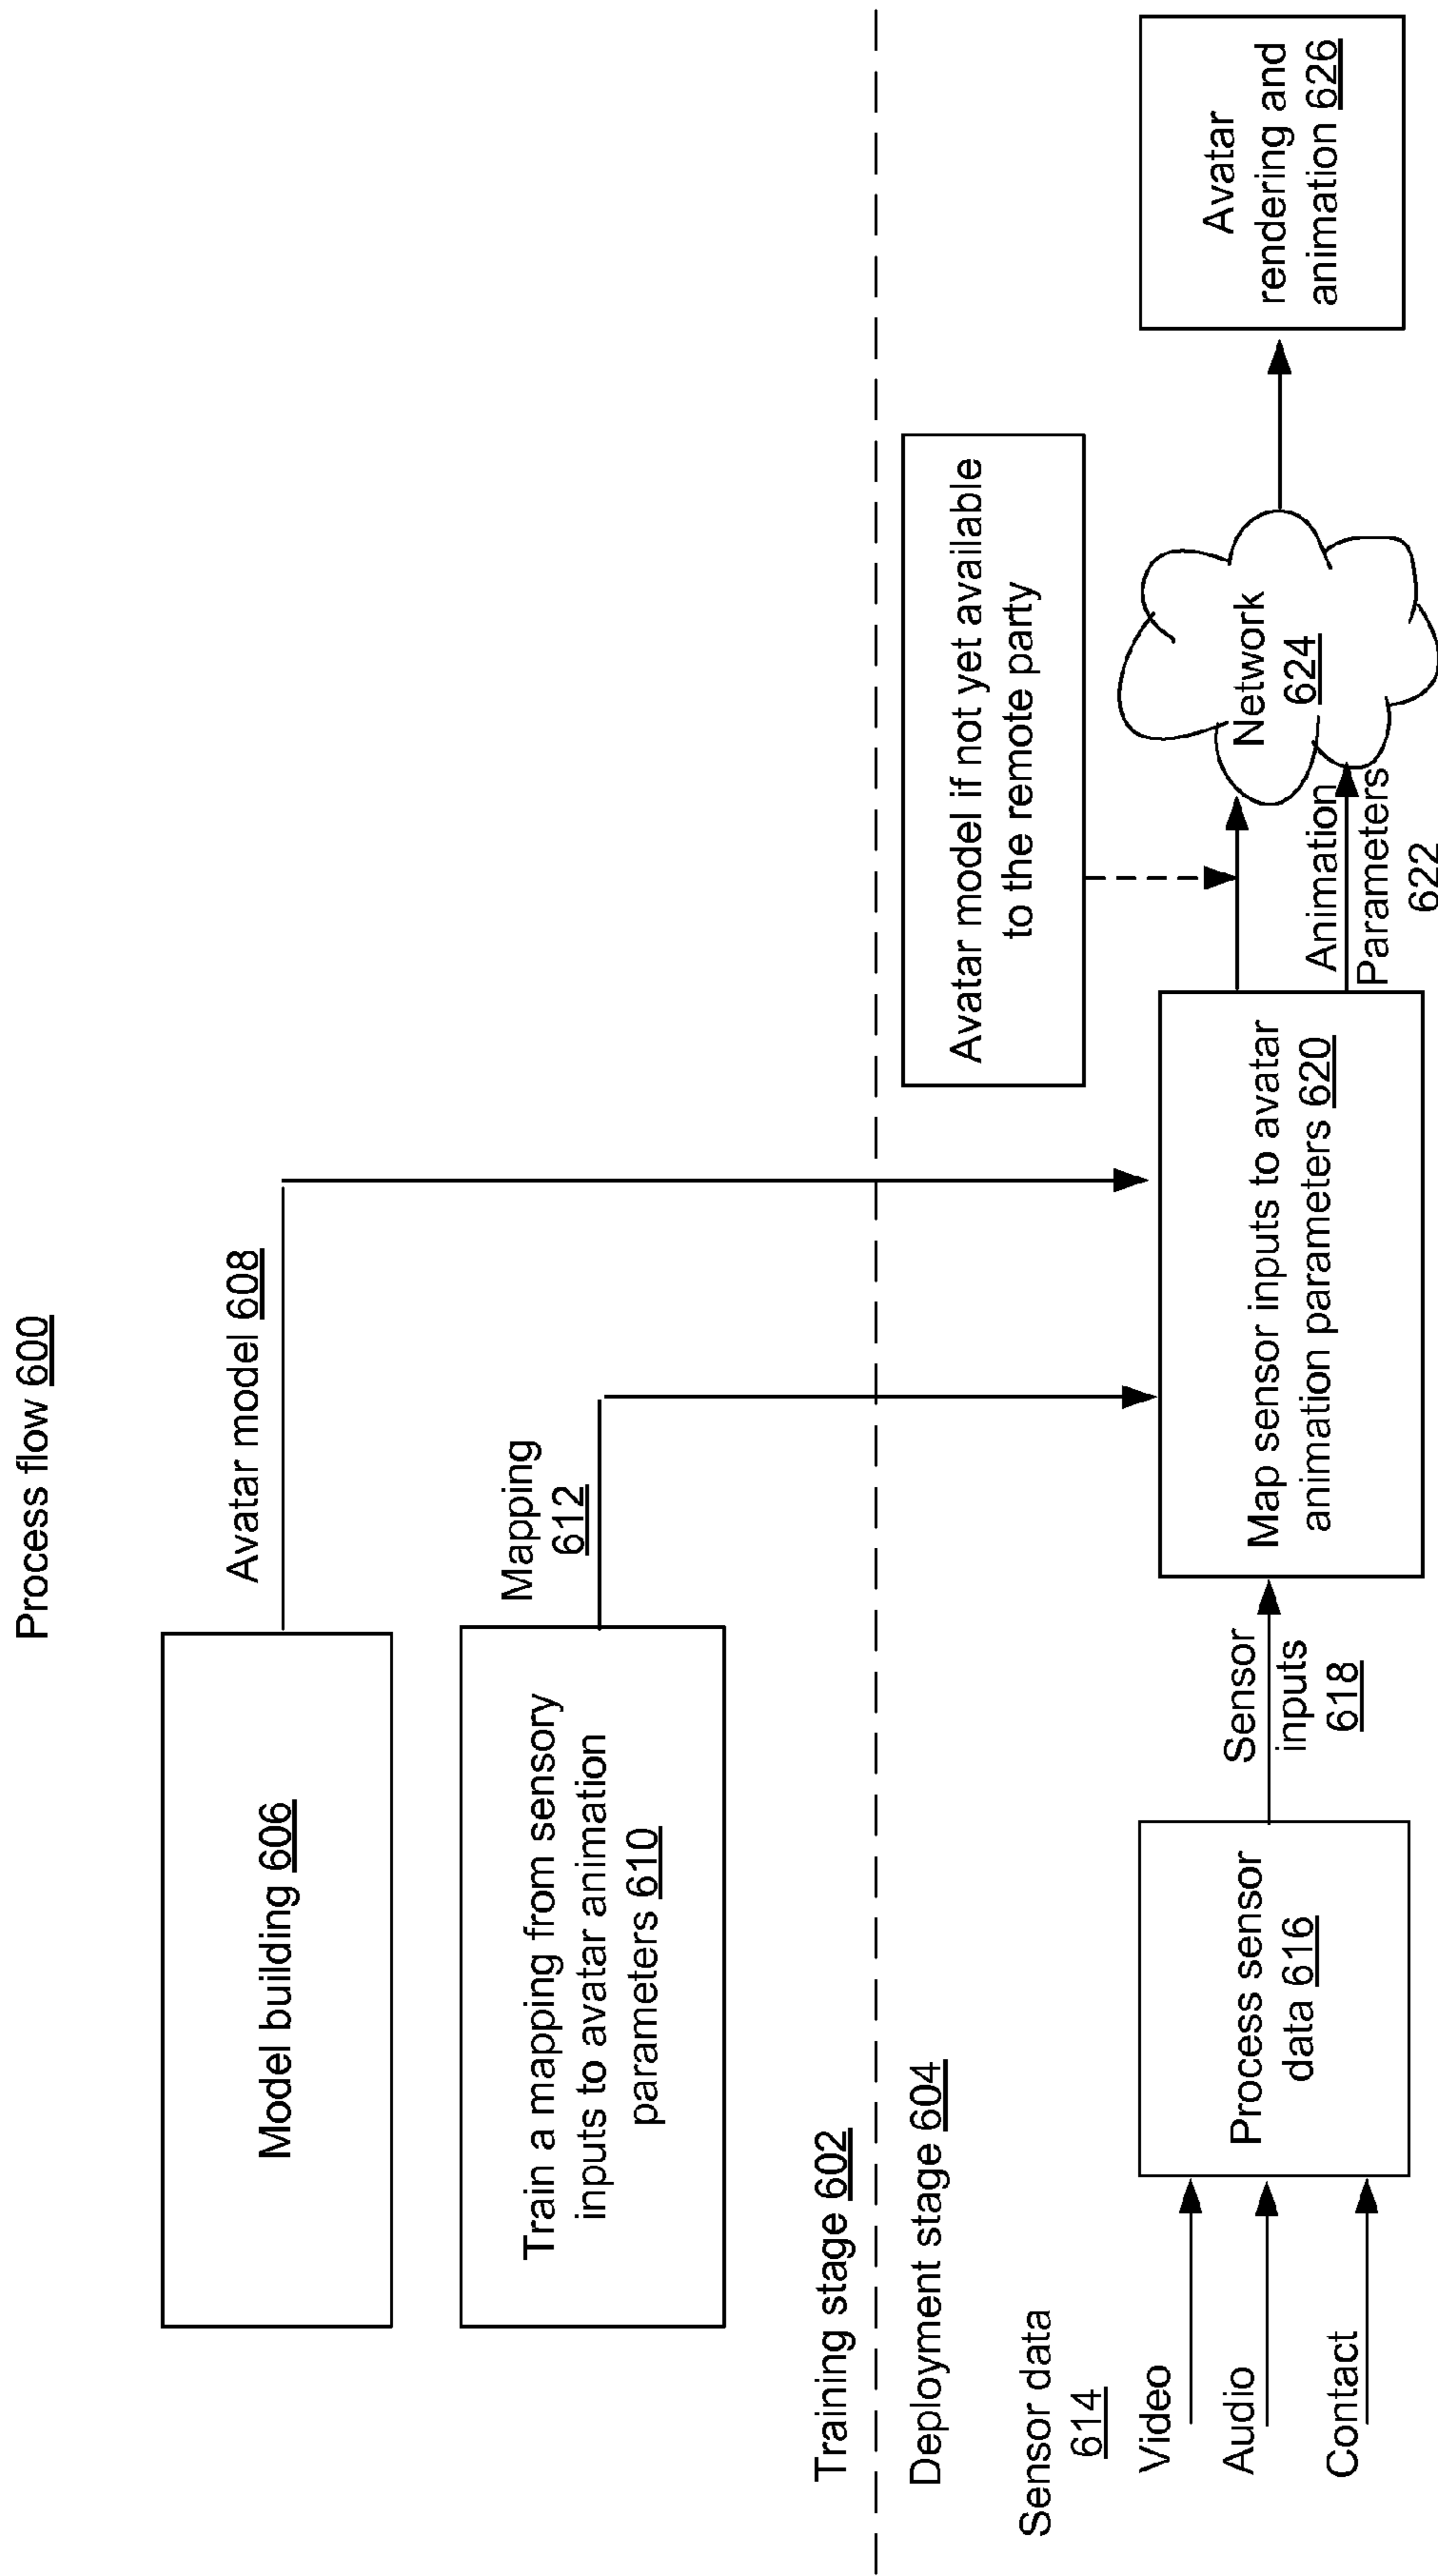 Process flow 600
Model building 606
Avatar model 608
Train a mapping from sensory
inputs to avatar animation
parameters 610
Mapping
612
Training stage 602
Deployment stage 604
Sensor data
614
Video
Audio
Contact
Process sensor
data 616
Sensor
inputs
618
Map sensor inputs to avatar
animation parameters 620
Avatar model if not yet available
to the remote party
Animation
Parameters
622
Network
624
Avatar
rendering and
animation 626